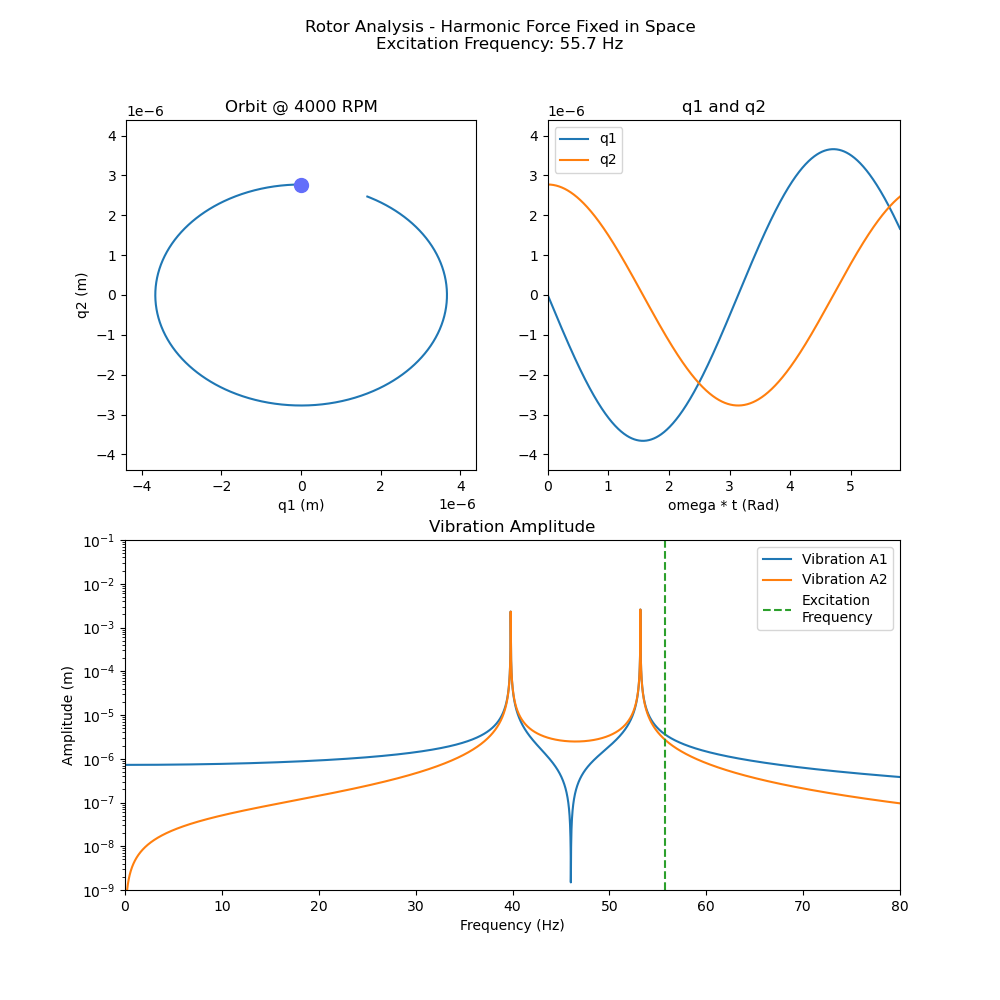 Rotor Analysis - Harmonic Force Fixed in Space
Excitation Frequency: 55.7 Hz
Orbit @ 4000 RPM
1e−6
4
3
2
1
0
−1
−2
−3
−4
q2 (m)
−4 −2 0 2 4
q1 (m)
1e−6
q1 and q2
1e−6
q1
q2
4
3
2
1
0
−1
−2
−3
−4
0 1 2 3 4 5
omega * t (Rad)
Vibration Amplitude
Vibration A1
Vibration A2
Excitation
Frequency
10⁻¹
10⁻²
10⁻³
10⁻⁴
10⁻⁵
10⁻⁶
10⁻⁷
10⁻⁸
10⁻⁹
Amplitude (m)
0 10 20 30 40 50 60 70 80
Frequency (Hz)